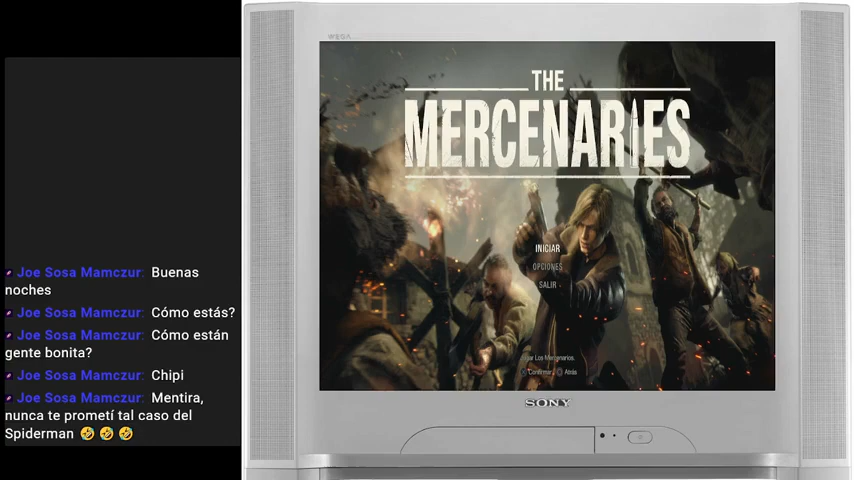 Joe Sosa Mamczur: Buenas
noches
Joe Sosa Mamczur: Cómo estás?
Joe Sosa Mamczur: Cómo están
gente bonita?
Joe Sosa Mamczur: Chipi
Joe Sosa Mamczur: Mentira,
nunca te prometí tal caso del
Spiderman 🤣 🤣 🤣
WEGA
THE
MERCENARIES
INICIAR
OPCIONES
SALIR
Jugar Los Mercenarios.
Confirmar Atrás
SONY